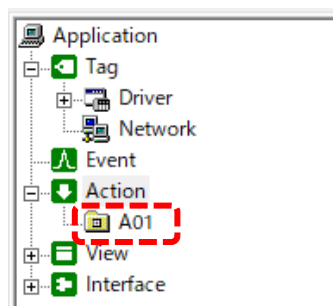 Application
Tag
Driver
Network
Event
Action
A01
View
Interface